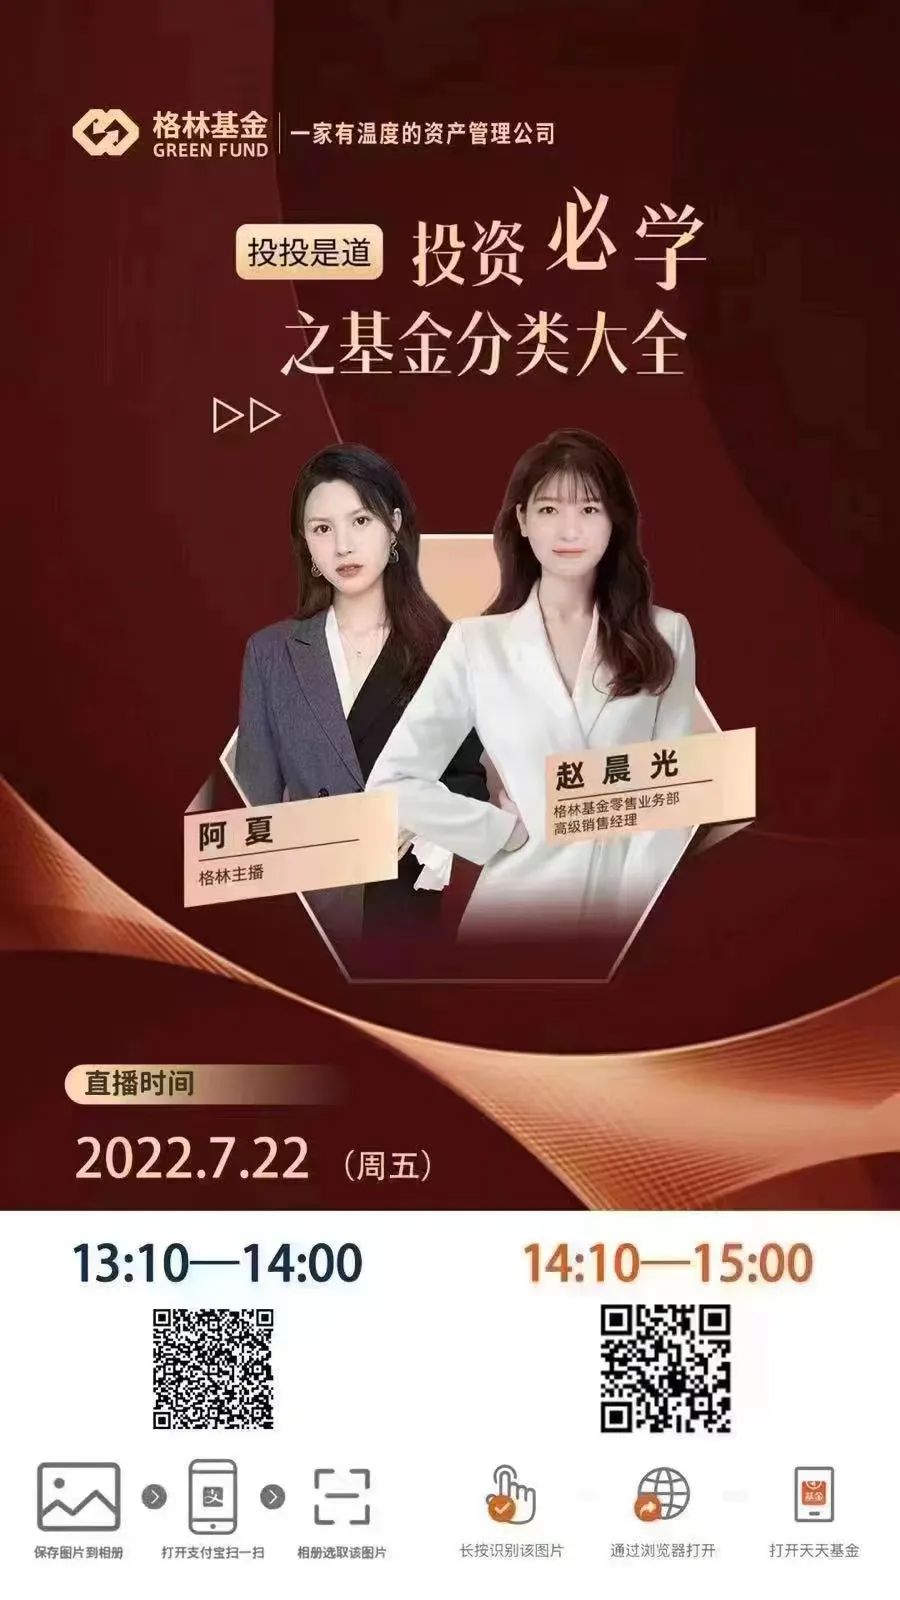 格林基金
GREEN FUND
一家有温度的资产管理公司
投投是道
投资必学
之基金分类大全
赵晨光
格林基金零售业务部
高级销售经理
阿夏
格林主播
直播时间
2022.7.22 (周五)
13:10—14:00
14:10—15:00
支
基金
保存图片到相册
打开支付宝扫一扫
相册选取该图片
长按识别该图片
通过浏览器打开
打开天天基金